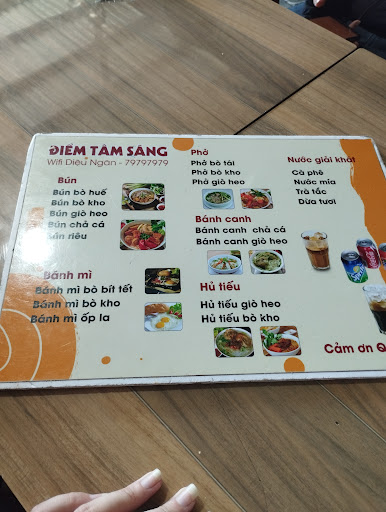 ĐIỂM TÂM SÁNG
Wifi Diệu Ngân - 79797979
Bún
Bún bò huế
Bún bò kho
Bún giò heo
Bún chả cá
Bún riêu
Bánh mì
Bánh mì bò bít tết
Bánh mì bò kho
Bánh mì ốp la
Phở
Phở bò tái
Phở bò kho
Phở giò heo
Bánh canh
Bánh canh chả cá
Bánh canh giò heo
Hủ tiếu
Hủ tiếu giò heo
Hủ tiếu bò kho
Nước giải khát
Cà phê
Nước mía
Trà tắc
Dừa tươi
Sprite
Cảm ơn Q